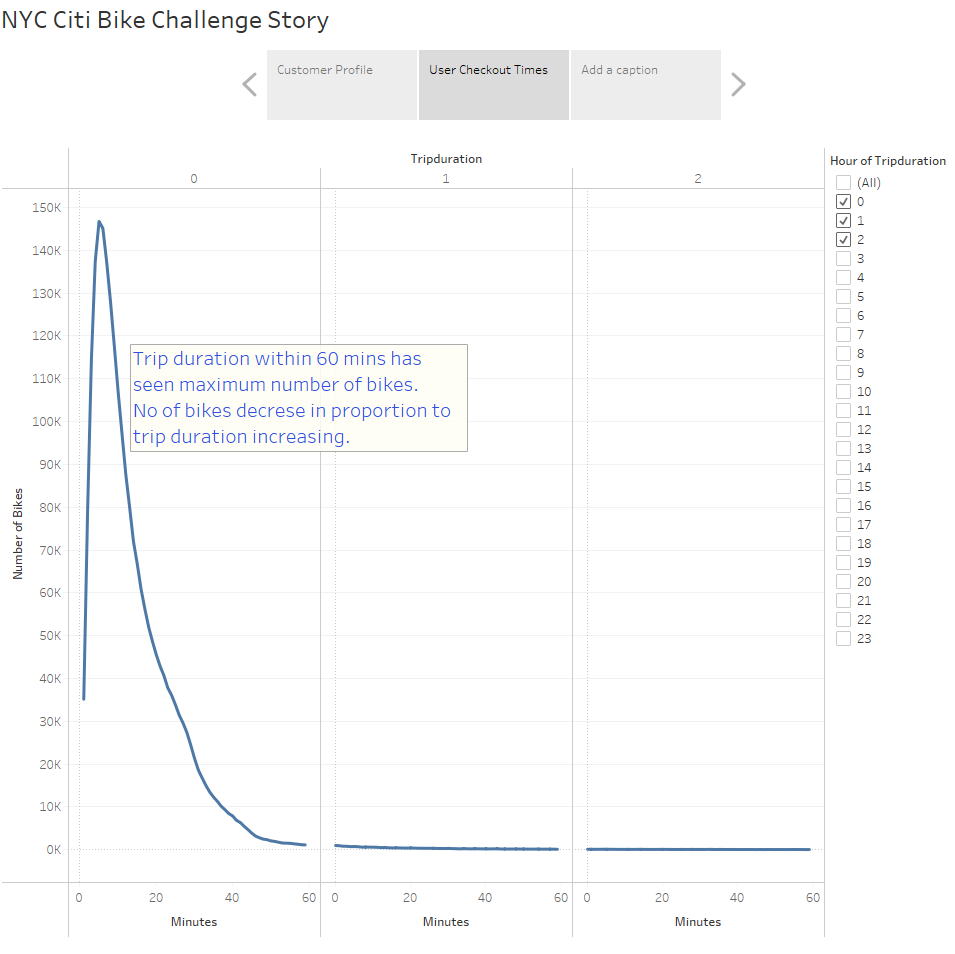 NYC Citi Bike Challenge Story
Customer Profile
User Checkout Times
Add a caption
Tripduration
0 1 2
Number of Bikes
150K
140K
130K
120K
110K
100K
90K
80K
70K
60K
50K
40K
30K
20K
10K
0K
Trip duration within 60 mins has
seen maximum number of bikes.
No of bikes decrese in proportion to
trip duration increasing.
0 20 40 60 0 20 40 60 0 20 40 60
Minutes Minutes Minutes
Hour of Tripduration
(All)
0
1
2
3
4
5
6
7
8
9
10
11
12
13
14
15
16
17
18
19
20
21
22
23